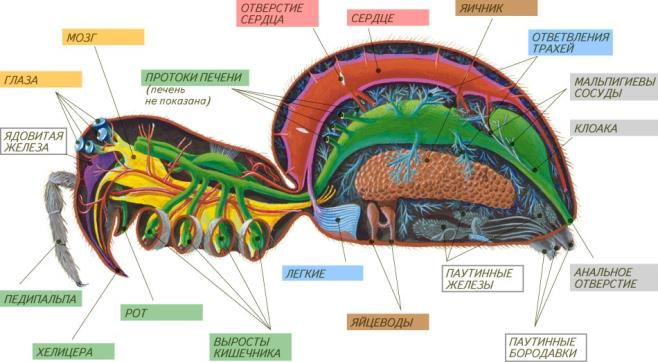 ОТВЕРСТИЕ
СЕРДЦА
СЕРДЦЕ
ЯИЧНИК
МОЗГ
ОТВЕТВЛЕНИЯ
ТРАХЕЙ
ГЛАЗА
ПРОТОКИ ПЕЧЕНИ
(печень
не показана)
МАЛЬПИГИЕВЫ
СОСУДЫ
ЯДОВИТАЯ
ЖЕЛЕЗА
КЛОАКА
ПЕДИПАЛЬПА
ЛЕГКИЕ
ПАУТИННЫЕ
ЖЕЛЕЗЫ
АНАЛЬНОЕ
ОТВЕРСТИЕ
РОТ
ЯЙЦЕВОДЫ
ХЕЛИЦЕРА
ВЫРОСТЫ
КИШЕЧНИКА
ПАУТИННЫЕ
БОРОДАВКИ